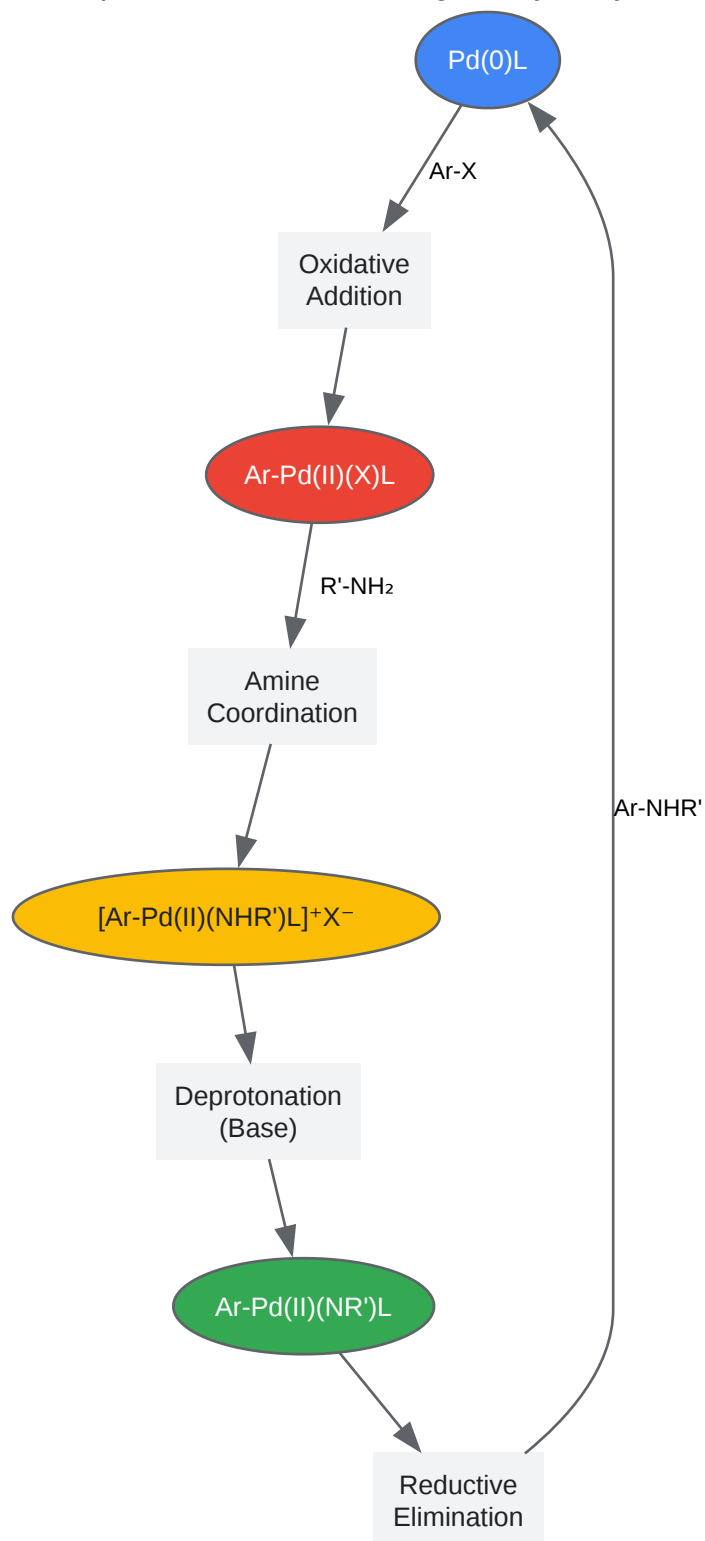 Pd(0)L
Ar-X
Oxidative
Addition
Ar-Pd(II)(X)L
R'-NH₂
Amine
Coordination
Ar-NHR'
[Ar-Pd(II)(NHR')L]⁺X⁻
Deprotonation
(Base)
Ar-Pd(II)(NR')L
Reductive
Elimination